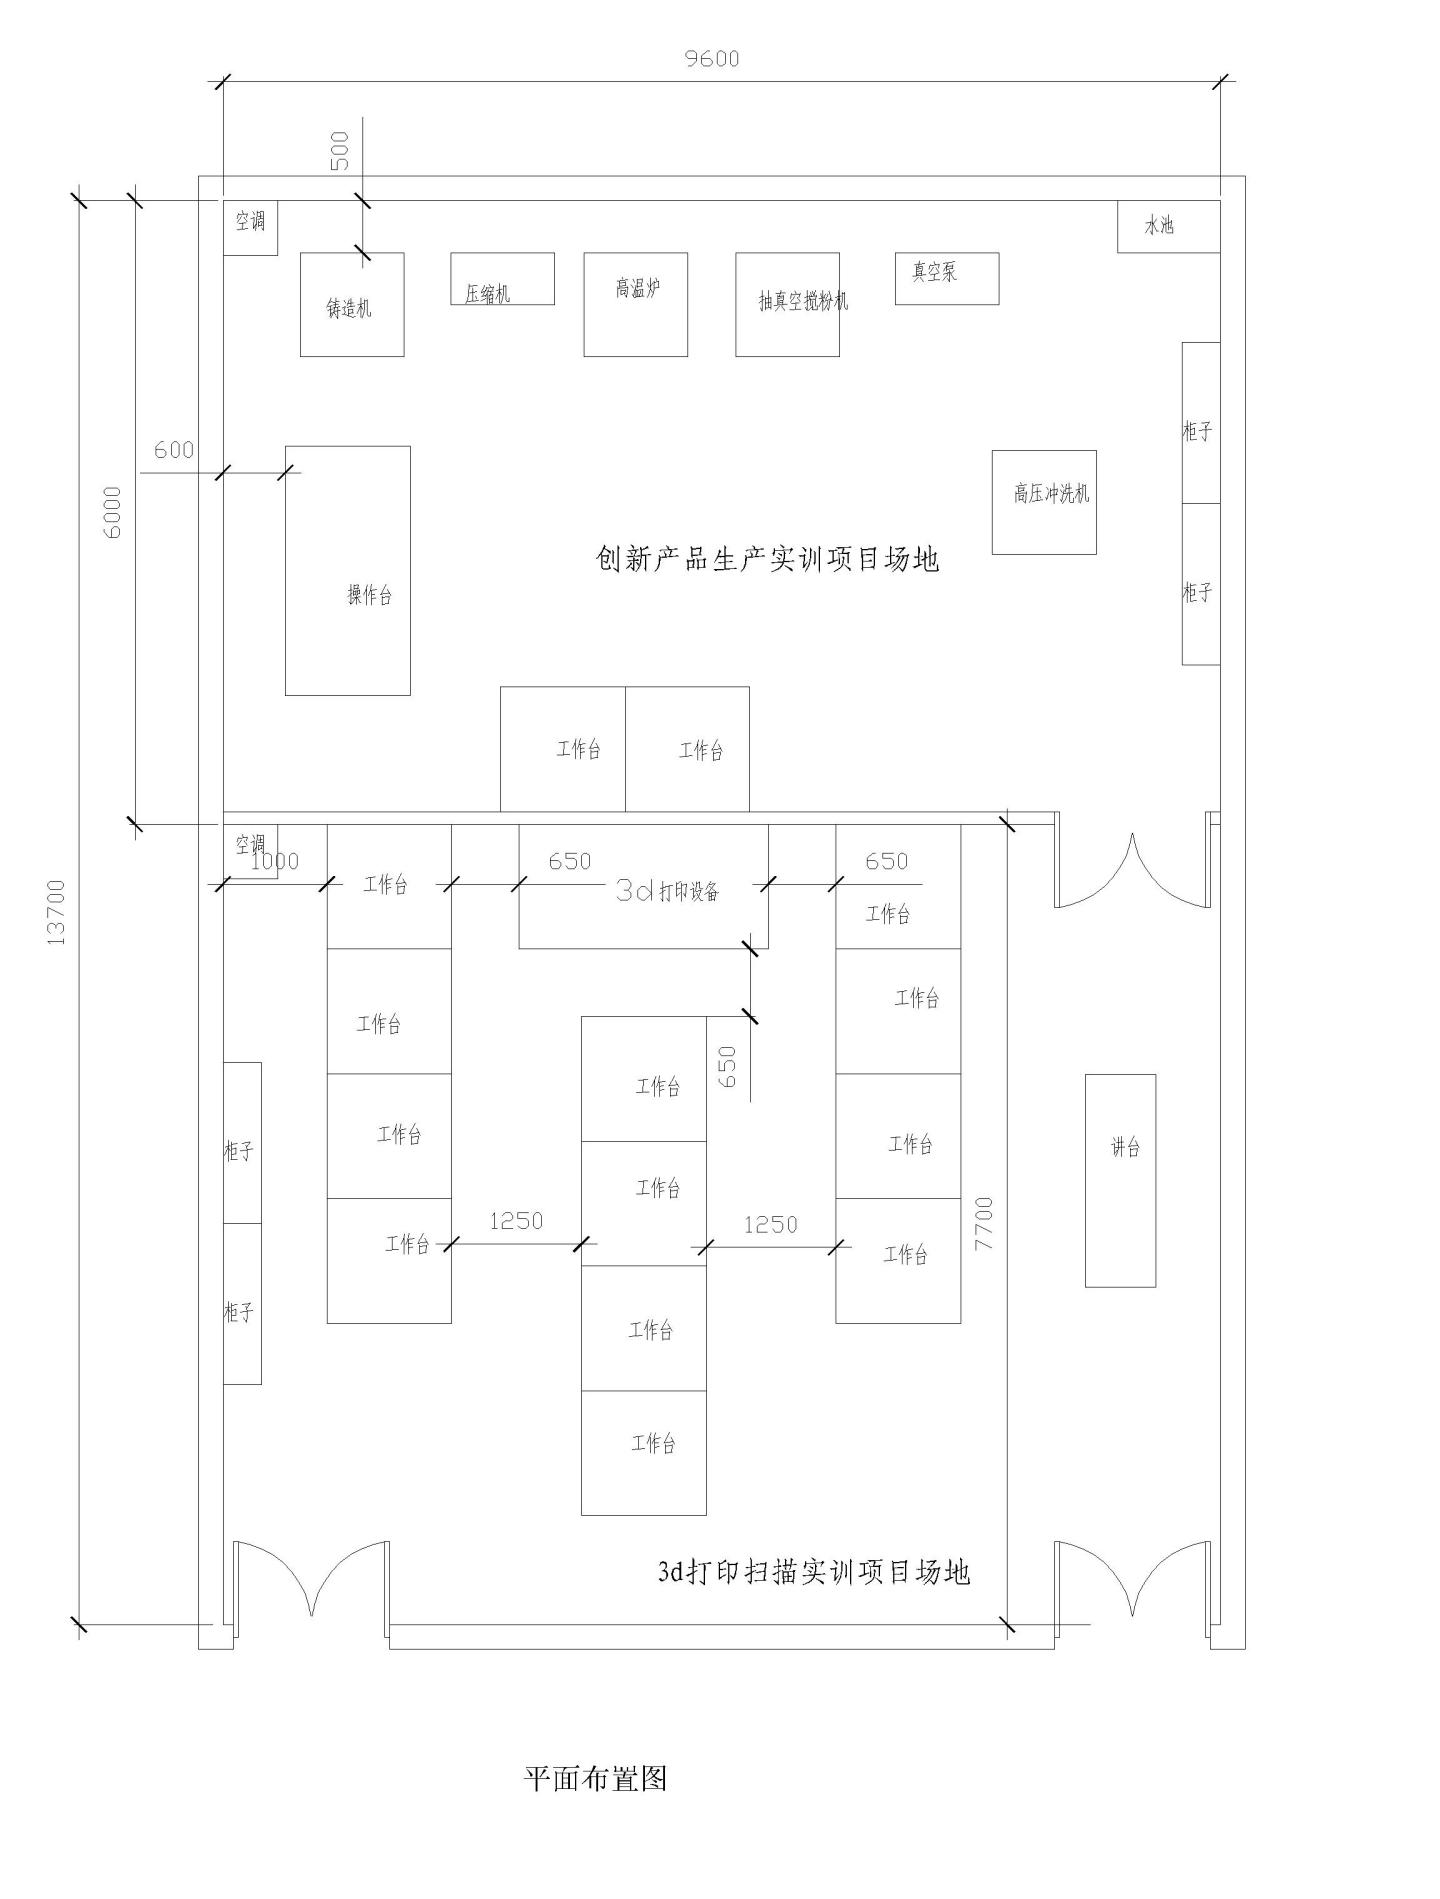 9600
500
空调
水池
铸造机
压缩机
高温炉
抽真空搅粉机
真空泵
柜子
600
6000
高压冲洗机
创新产品生产实训项目场地
操作台
柜子
工作台
工作台
空调
1000
650
650
工作台
3d打印设备
工作台
13700
工作台
工作台
650
工作台
工作台
工作台
讲台
柜子
工作台
7700
1250
1250
工作台
工作台
柜子
工作台
工作台
3d打印扫描实训项目场地
平面布置图